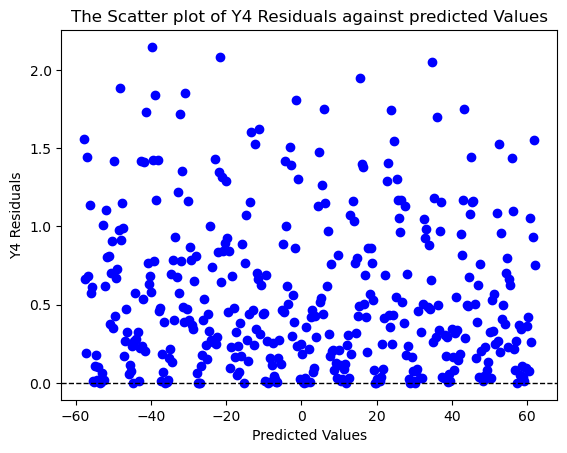 The Scatter plot of Y4 Residuals against predicted Values
2.0
1.5
1.0
0.5
0.0
Y4 Residuals
−60 −40 −20 0 20 40 60
Predicted Values